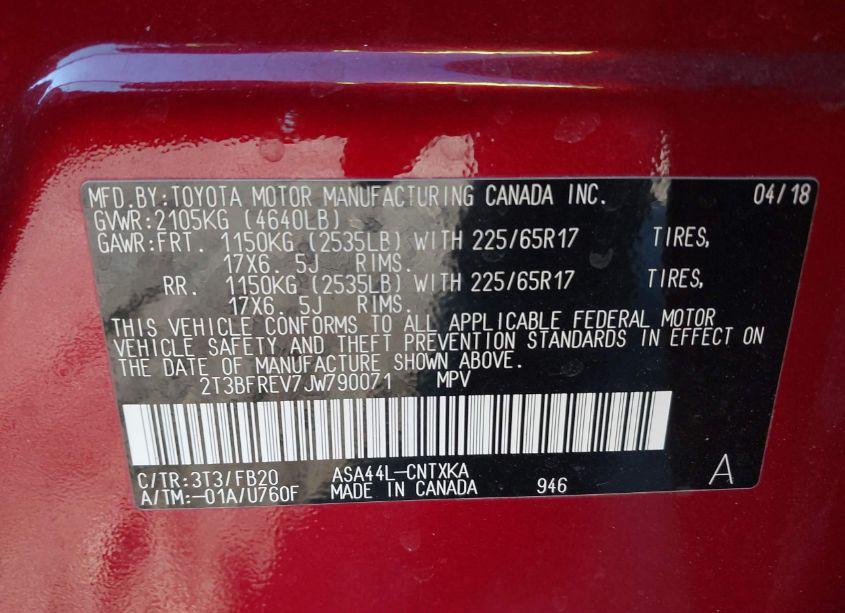 MFD.BY:TOYOTA MOTOR MANUFACTURING CANADA INC. 04/18
GVWR:2105KG (4640LB)
GAWR:FRT. 1150KG (2535LB) WITH 225/65R17 TIRES,
17X6. 5J RIMS.
RR. 1150KG (2535LB) WITH 225/65R17 TIRES,
17X6. 5J RIMS.
THIS VEHICLE CONFORMS TO ALL APPLICABLE FEDERAL MOTOR
VEHICLE SAFETY AND THEFT PREVENTION STANDARDS IN EFFECT ON
THE DATE OF MANUFACTURE SHOWN ABOVE.
2T3BFREV7JW790071 MPV
C/TR:3T3/FB20 ASA44L-CNTXKA
A/TM:-01A/U760F MADE IN CANADA 946 A